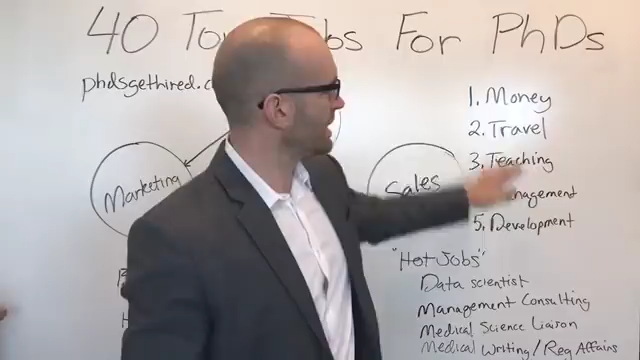 40 Top Jobs For PhDs
phdsgethired.c
Marketing
Sales
1. Money
2. Travel
3. Teaching
nagement
5. Development
"Hot Jobs"
Data scientist
Management Consulting
Medical Science Liaison
Medical Writing/Reg Affairs